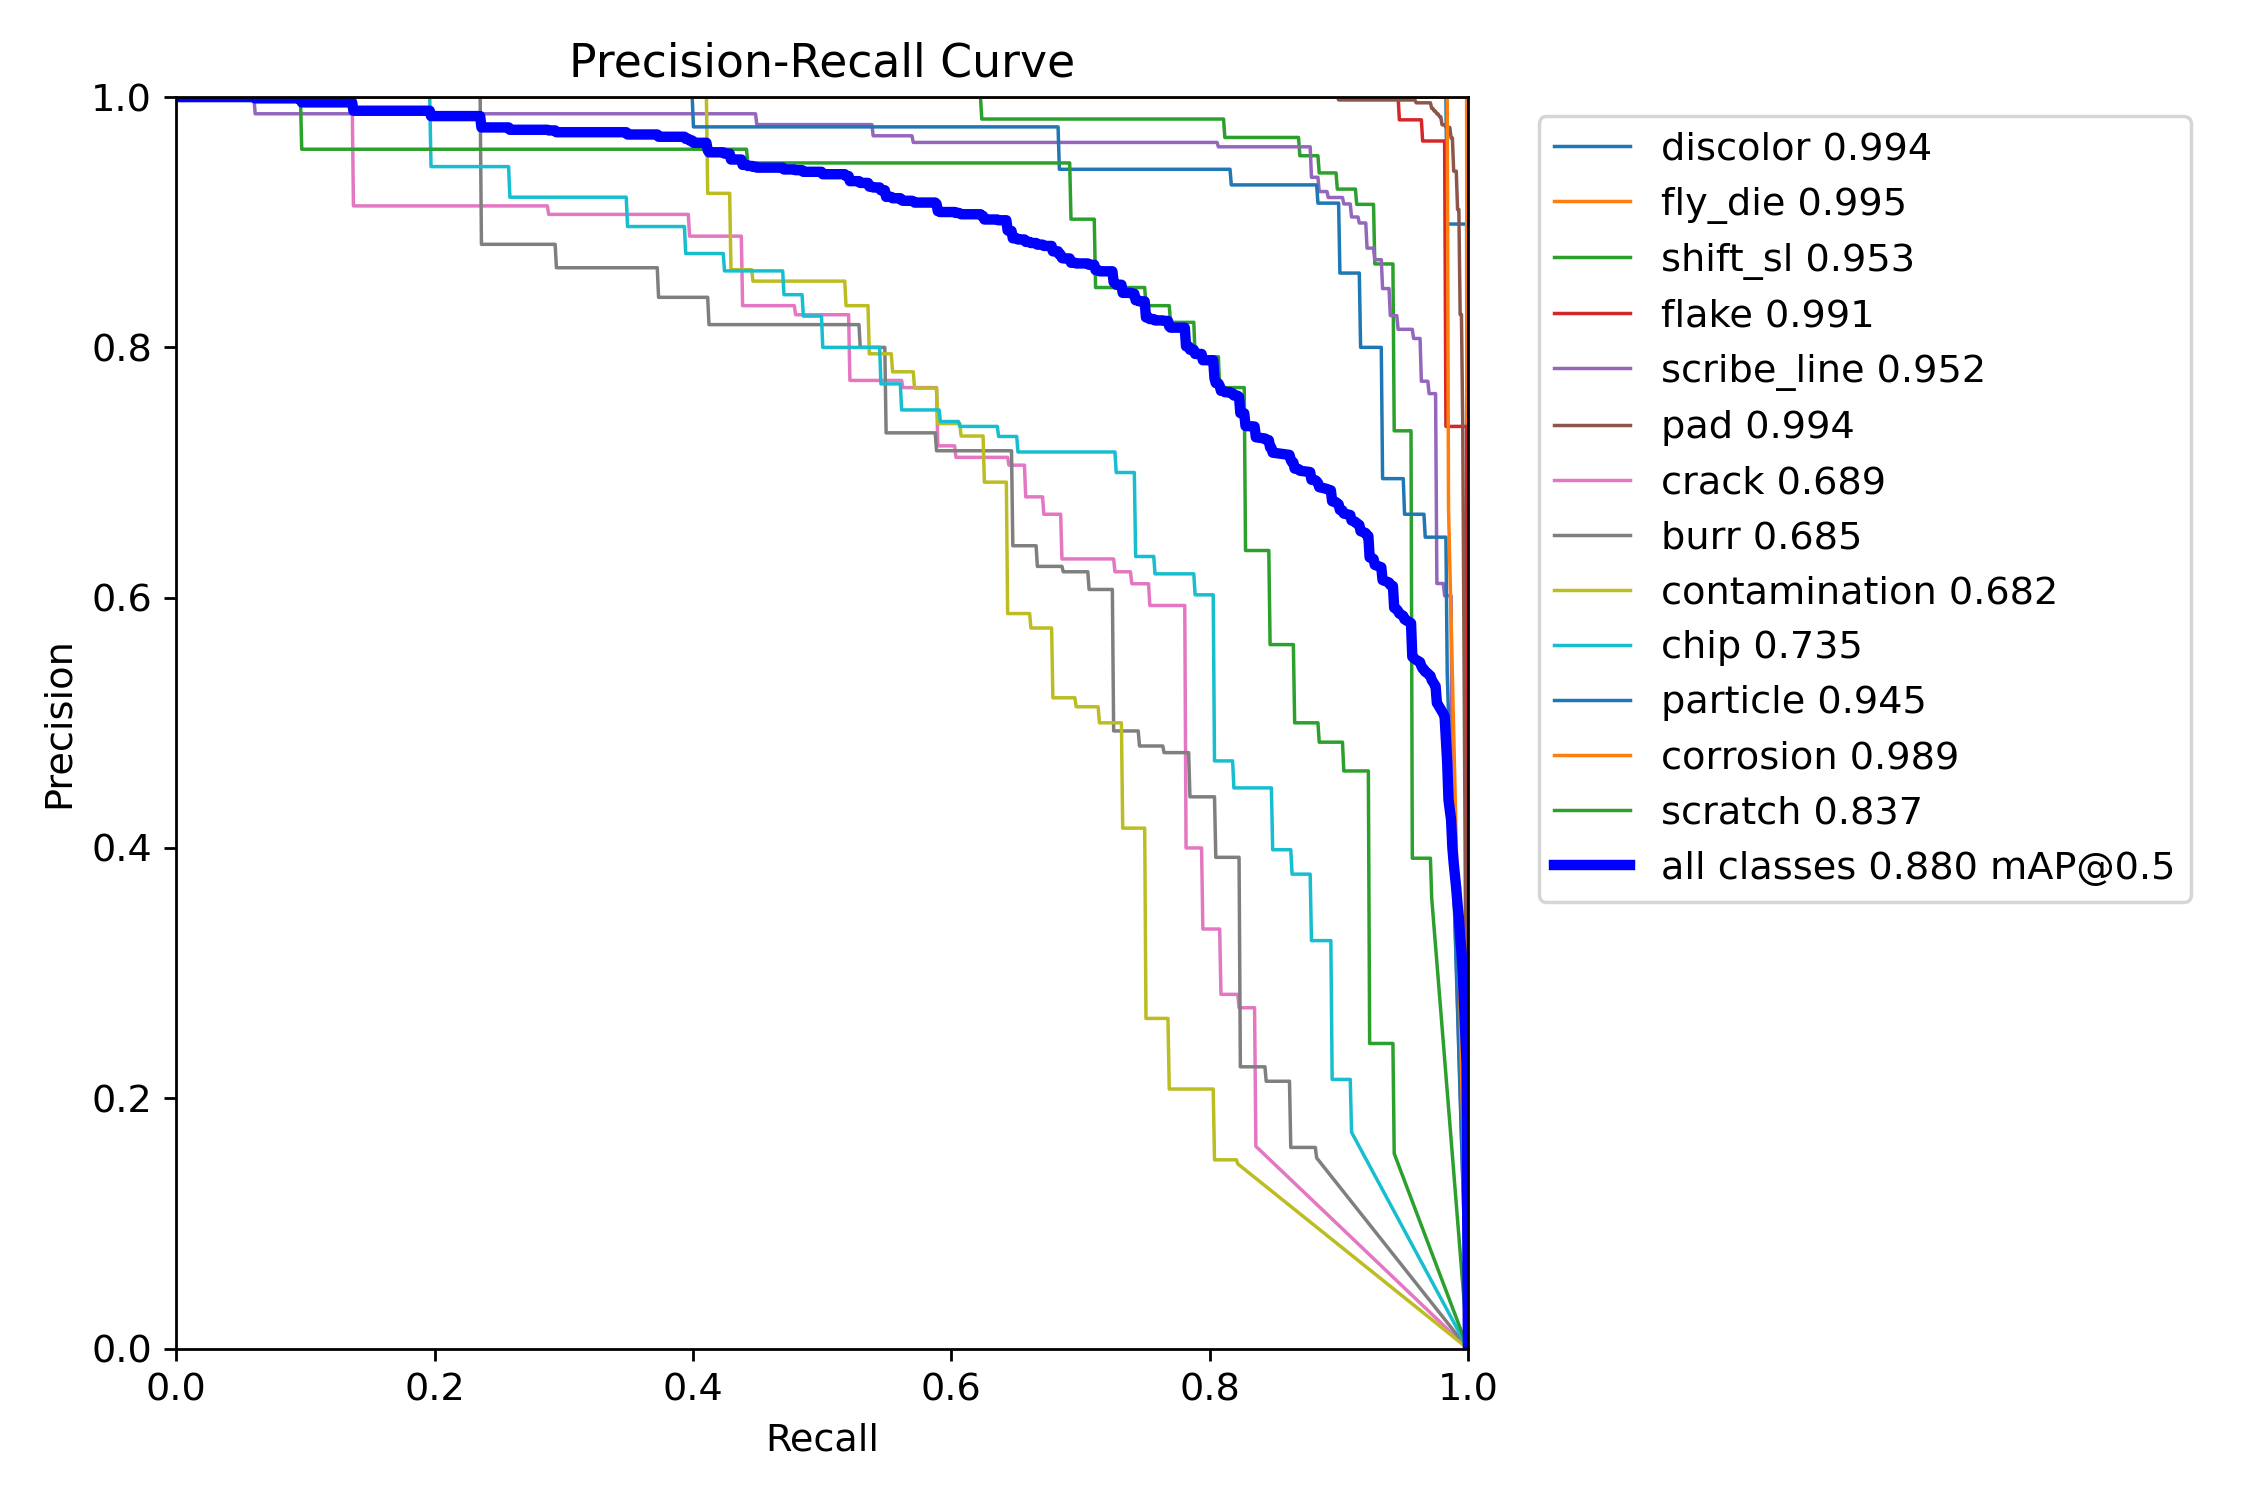 Precision-Recall Curve
1.0
0.8
0.6
0.4
0.2
0.0
Precision
0.0 0.2 0.4 0.6 0.8 1.0
Recall
discolor 0.994
fly_die 0.995
shift_sl 0.953
flake 0.991
scribe_line 0.952
pad 0.994
crack 0.689
burr 0.685
contamination 0.682
chip 0.735
particle 0.945
corrosion 0.989
scratch 0.837
all classes 0.880 mAP@0.5